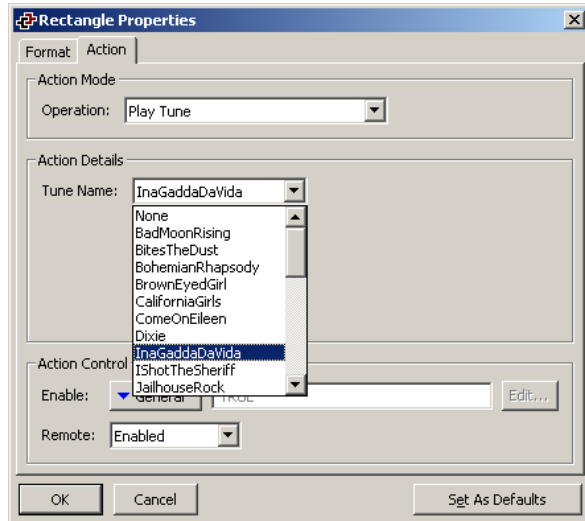 Rectangle Properties
Format Action
Action Mode
Operation: Play Tune
Action Details
Tune Name: InaGaddaDaVida
None
BadMoonRising
BitesTheDust
BohemianRhapsody
BrownEyedGirl
CaliforniaGirls
ComeOnEileen
Dixie
InaGaddaDaVida
IShotTheSheriff
JailhouseRock
Action Control
Enable: General TRUE Edit...
Remote: Enabled
OK Cancel Set As Defaults